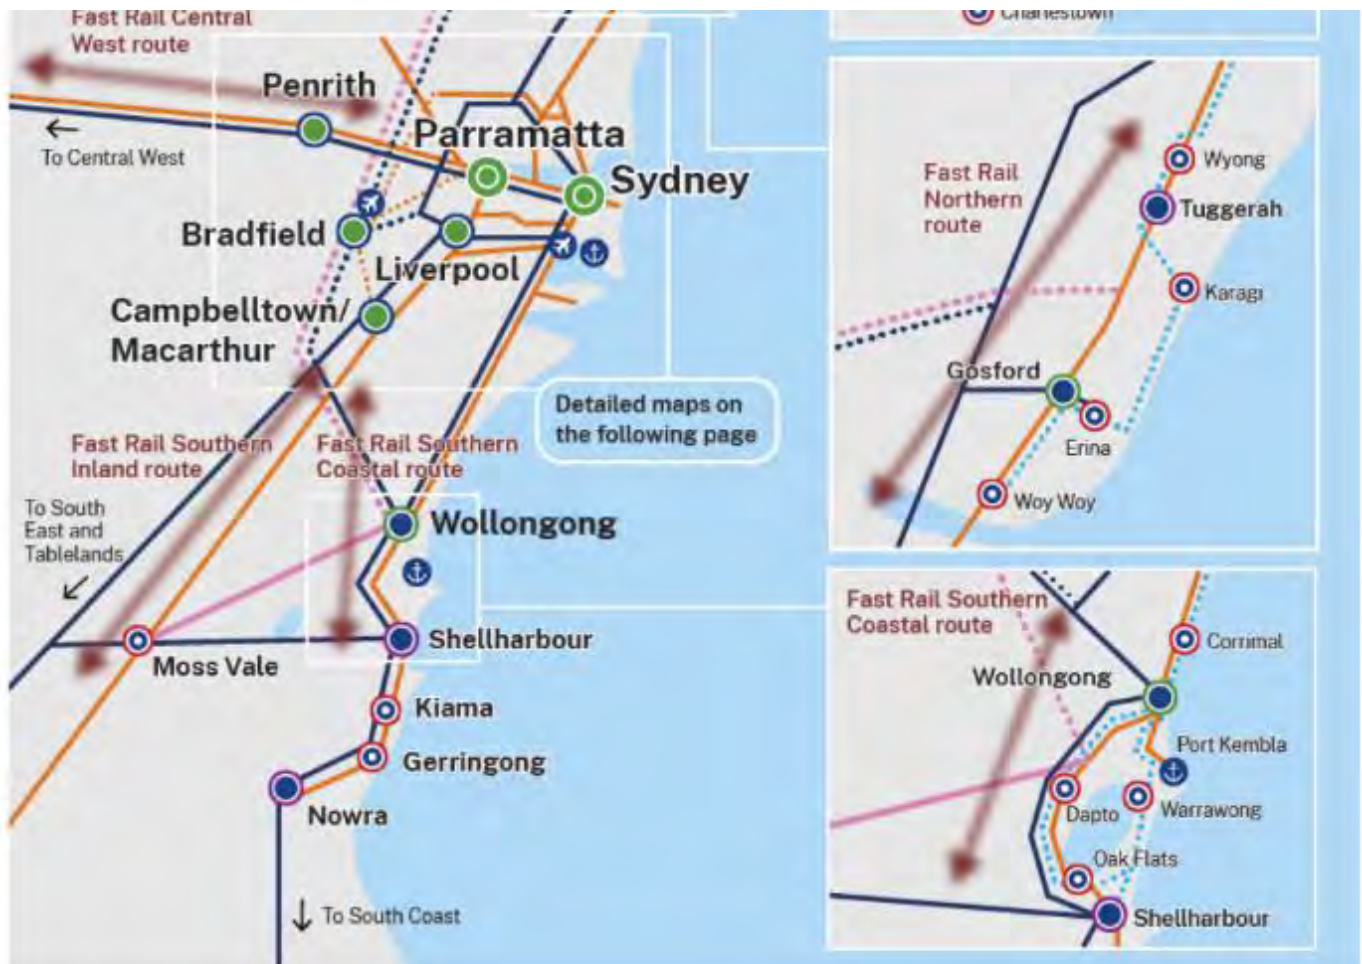 Fast Rail Central
West route
Charlestown
Penrith
Parramatta
To Central West
Sydney
Bradfield
Liverpool
Campbelltown/
Macarthur
Detailed maps on
the following page
Fast Rail Southern
Inland route
Fast Rail Southern
Coastal route
To South
East and
Tablelands
Wollongong
Moss Vale
Shellharbour
Kiama
Gerringong
Nowra
To South Coast
Fast Rail
Northern
route
Wyong
Tuggerah
Karagi
Gosford
Erina
Woy Woy
Fast Rail Southern
Coastal route
Corrimal
Wollongong
Port Kembla
Dapto
Warrawong
Oak Flats
Shellharbour